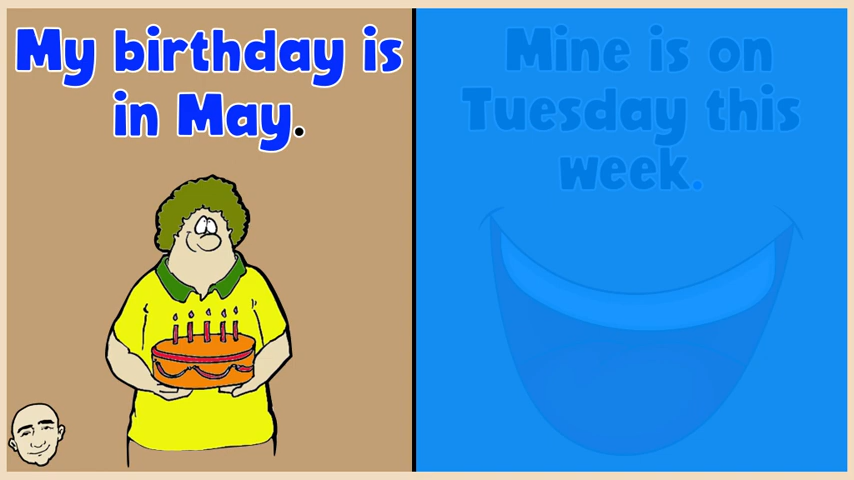 My birthday is
in May.
Mine is on
Tuesday this
week.